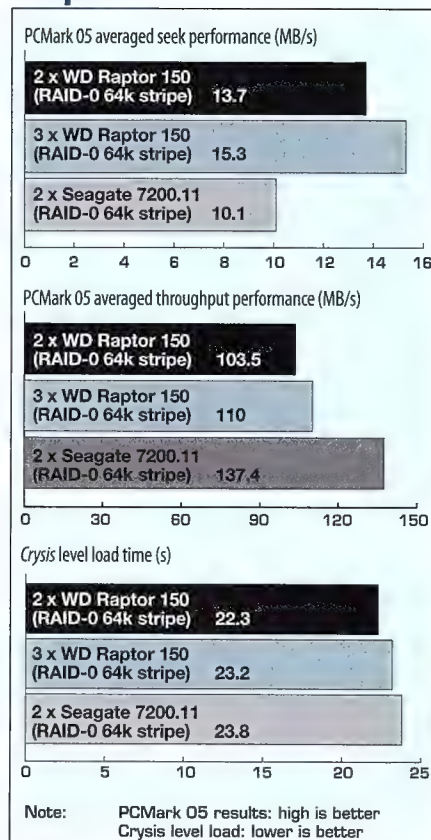 PCMark 05 averaged seek performance (MB/s)
2 x WD Raptor 150
(RAID-0 64k stripe) 13.7
3 x WD Raptor 150
(RAID-0 64k stripe) 15.3
2 x Seagate 7200.11
(RAID-0 64k stripe) 10.1
0 2 4 6 8 10 12 14 16
PCMark 05 averaged throughput performance (MB/s)
2 x WD Raptor 150
(RAID-0 64k stripe) 103.5
3 x WD Raptor 150
(RAID-0 64k stripe) 110
2 x Seagate 7200.11
(RAID-0 64k stripe) 137.4
0 30 60 90 120 150
Crysis level load time (s)
2 x WD Raptor 150
(RAID-0 64k stripe) 22.3
3 x WD Raptor 150
(RAID-0 64k stripe) 23.2
2 x Seagate 7200.11
(RAID-0 64k stripe) 23.8
0 5 10 15 20 25
Note: PCMark 05 results: high is better
Crysis level load: lower is better